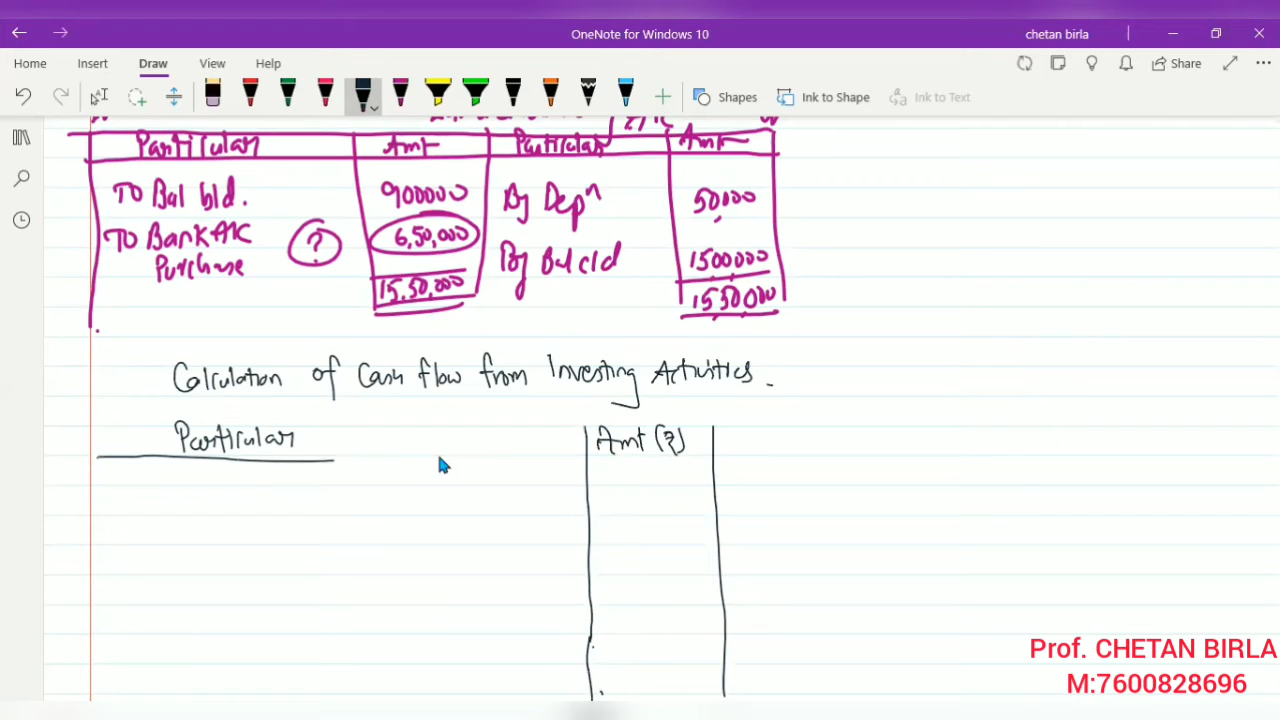 OneNote for Windows 10
chetan birla
Home Insert Draw View Help
Share
Shapes
Ink to Shape
Ink to Text
Particular Amt Particular Amt
To Bal b/d. 900000 By Depn 50,000
To Bank A/c ? 6,50,000
Purchase By Bal c/d 1500000
15,50,000 1550000
Calculation of Cash flow from Investing Activities.
Particular Amt (₹)
Prof. CHETAN BIRLA
M:7600828696